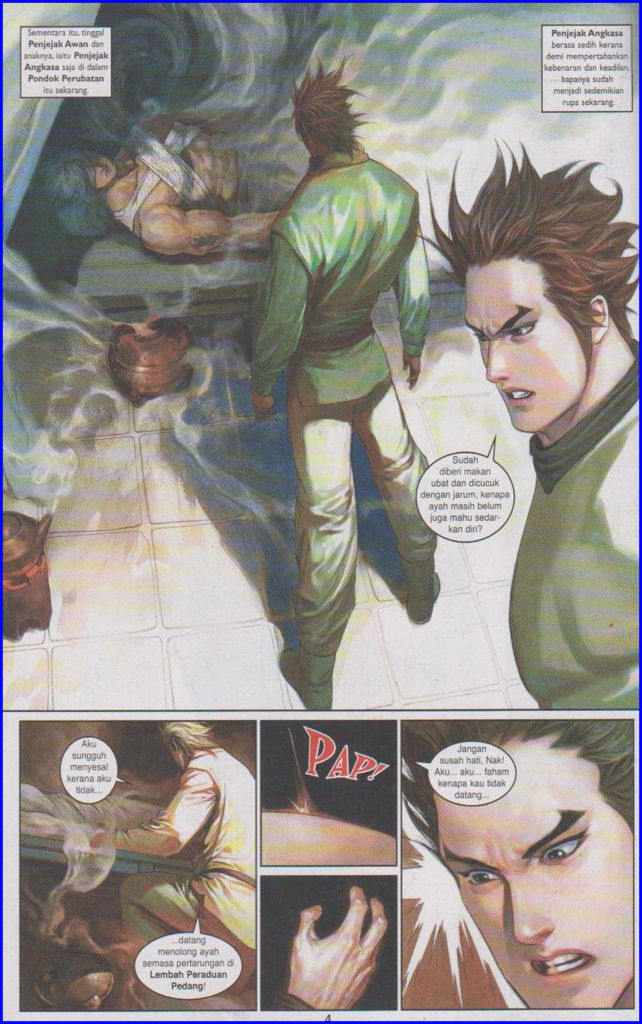 Sementara itu, tinggal
Penjejak Awan dan
anaknya, iaitu Penjejak
Angkasa saja di dalam
Pondok Perubatan
itu sekarang.
Penjejak Angkasa
berasa sedih kerana
demi mempertahankan
kebenaran dan keadilan,
bapanya sudah
menjadi sedemikian
rupa sekarang.
Sudah
diberi makan
ubat dan dicucuk
dengan jarum, kenapa
ayah masih belum
juga mahu sedar-
kan diri?
Aku
sungguh
menyesal
kerana aku
tidak...
...datang
menolong ayah
semasa pertarungan di
Lembah Peraduan
Pedang!
PAP!
Jangan
susah hati, Nak!
Aku... aku... faham
kenapa kau tidak
datang...
4